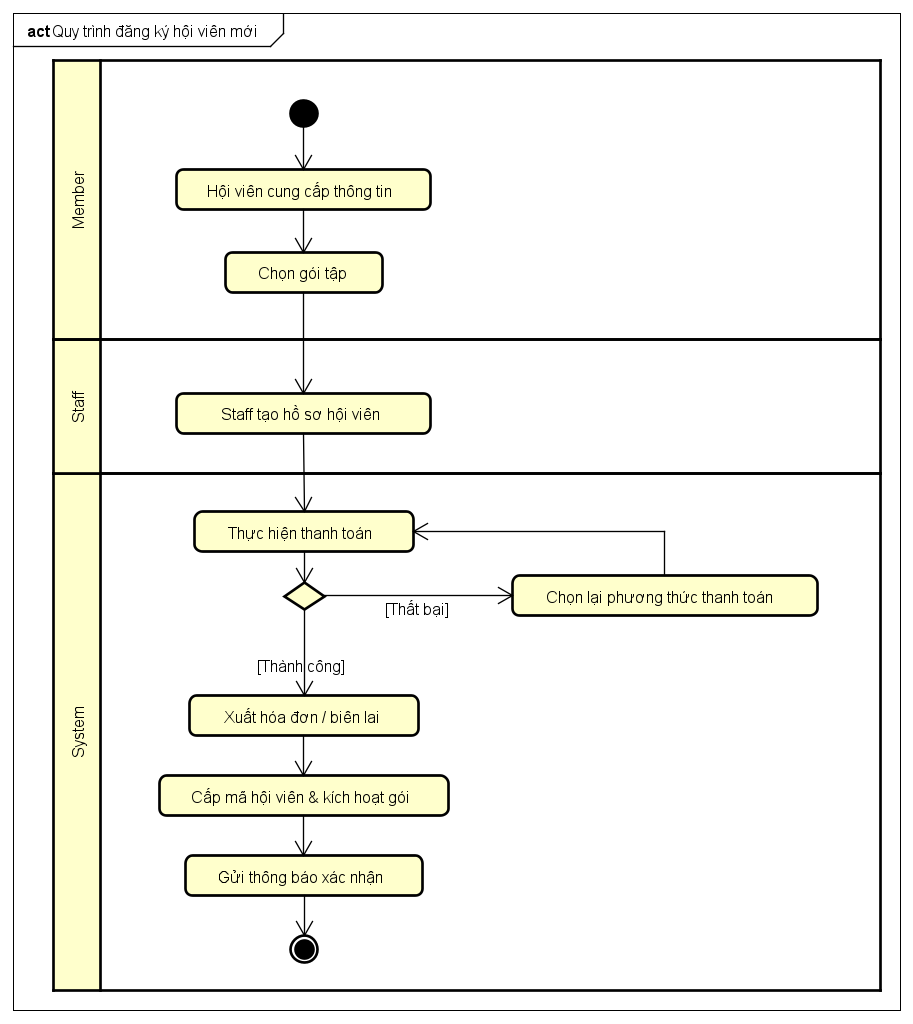 act Quy trình đăng ký hội viên mới
Member
Hội viên cung cấp thông tin
Chọn gói tập
Staff
Staff tạo hồ sơ hội viên
System
Thực hiện thanh toán
[Thất bại]
Chọn lại phương thức thanh toán
[Thành công]
Xuất hóa đơn / biên lai
Cấp mã hội viên & kích hoạt gói
Gửi thông báo xác nhận